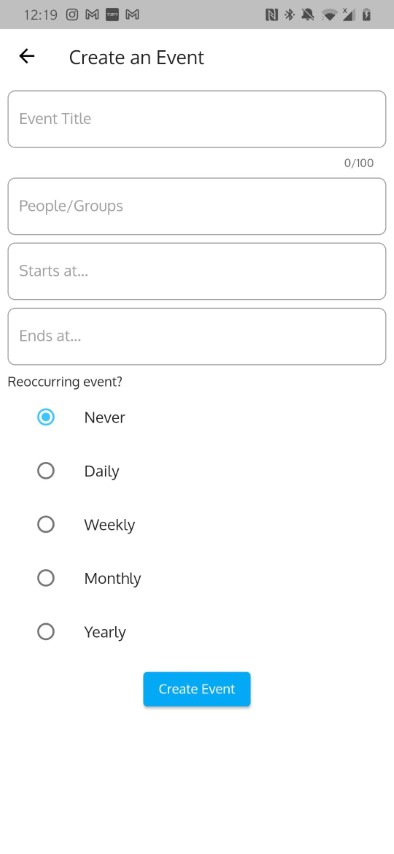 12:19
Create an Event
Event Title
0/100
People/Groups
Starts at...
Ends at...
Reoccurring event?
Never
Daily
Weekly
Monthly
Yearly
Create Event